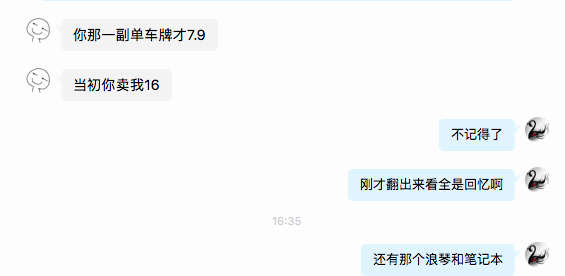 你那一副单车牌才7.9
当初你卖我16
不记得了
刚才翻出来看全是回忆啊
16:35
还有那个浪琴和笔记本